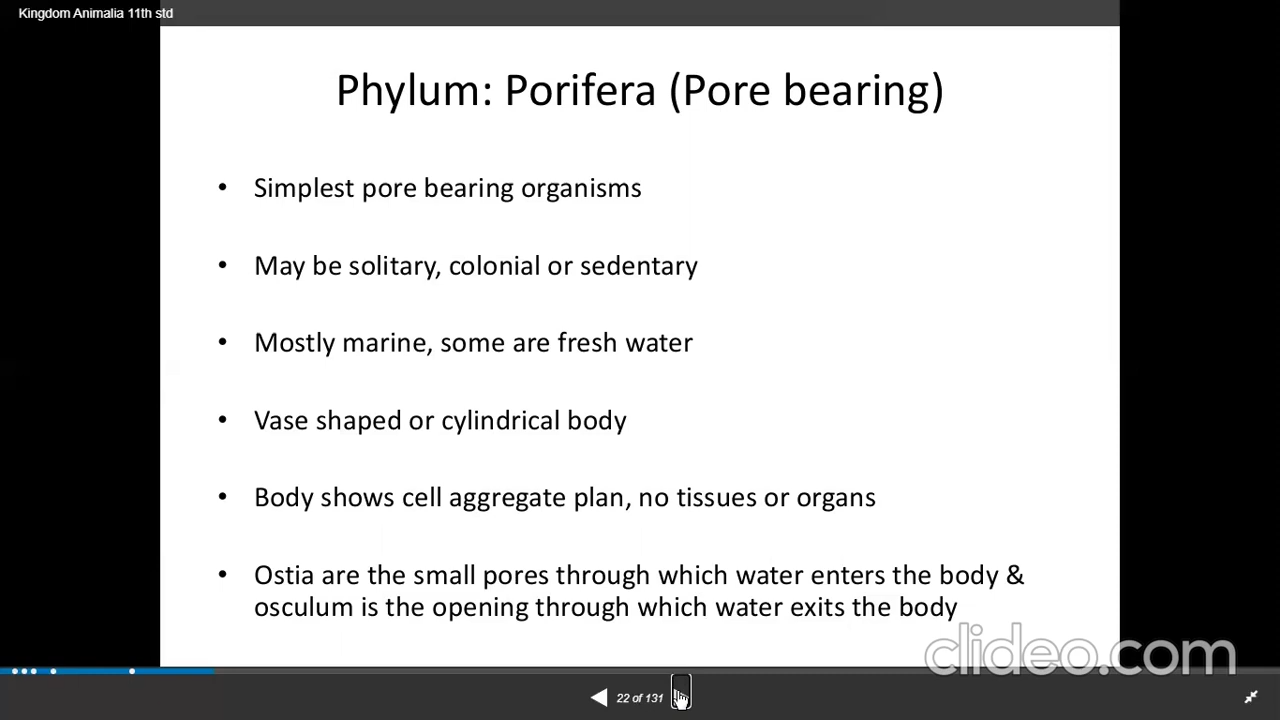 Kingdom Animalia 11th std
Phylum: Porifera (Pore bearing)
• Simplest pore bearing organisms
• May be solitary, colonial or sedentary
• Mostly marine, some are fresh water
• Vase shaped or cylindrical body
• Body shows cell aggregate plan, no tissues or organs
• Ostia are the small pores through which water enters the body &
osculum is the opening through which water exits the body
clideo.com
22 of 131